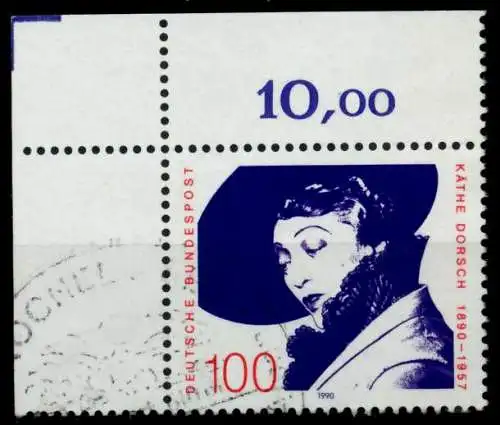 10,00
DEUTSCHE BUNDESPOST
KÄTHE DORSCH 1890–1957
100
1990